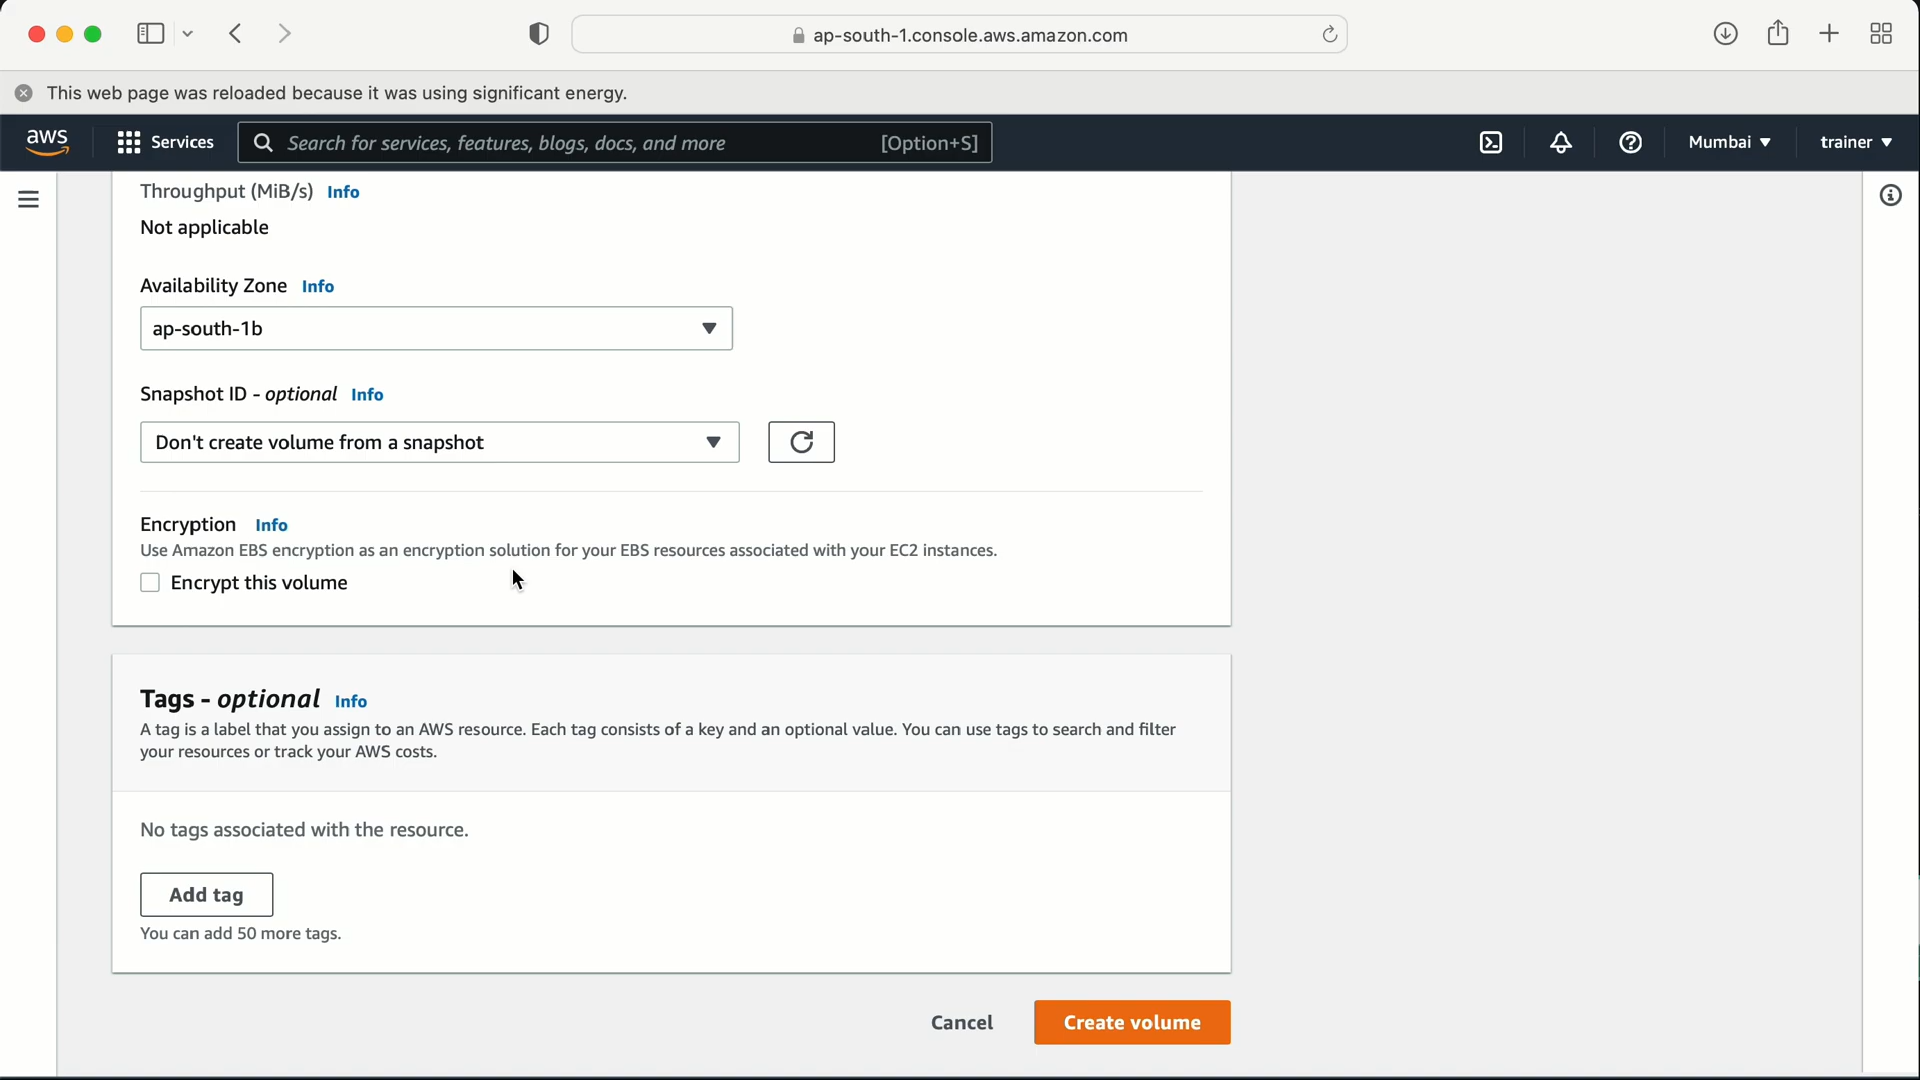 ap-south-1.console.aws.amazon.com
This web page was reloaded because it was using significant energy.
aws
Services
Search for services, features, blogs, docs, and more
[Option+S]
Mumbai
trainer
Throughput (MiB/s) Info
Not applicable
Availability Zone Info
ap-south-1b
Snapshot ID - optional Info
Don't create volume from a snapshot
Encryption Info
Use Amazon EBS encryption as an encryption solution for your EBS resources associated with your EC2 instances.
Encrypt this volume
Tags - optional Info
A tag is a label that you assign to an AWS resource. Each tag consists of a key and an optional value. You can use tags to search and filter
your resources or track your AWS costs.
No tags associated with the resource.
Add tag
You can add 50 more tags.
Cancel
Create volume